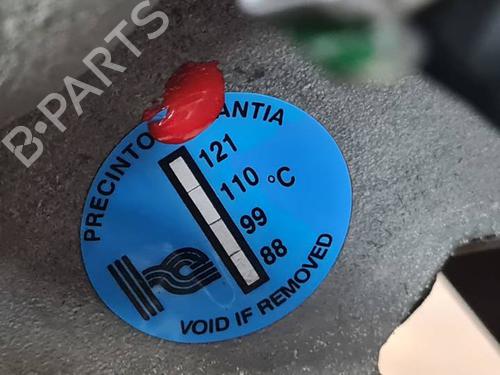 B-PARTS
PRECINTO
ANTIA
121
110 °C
99
88
VOID IF REMOVED